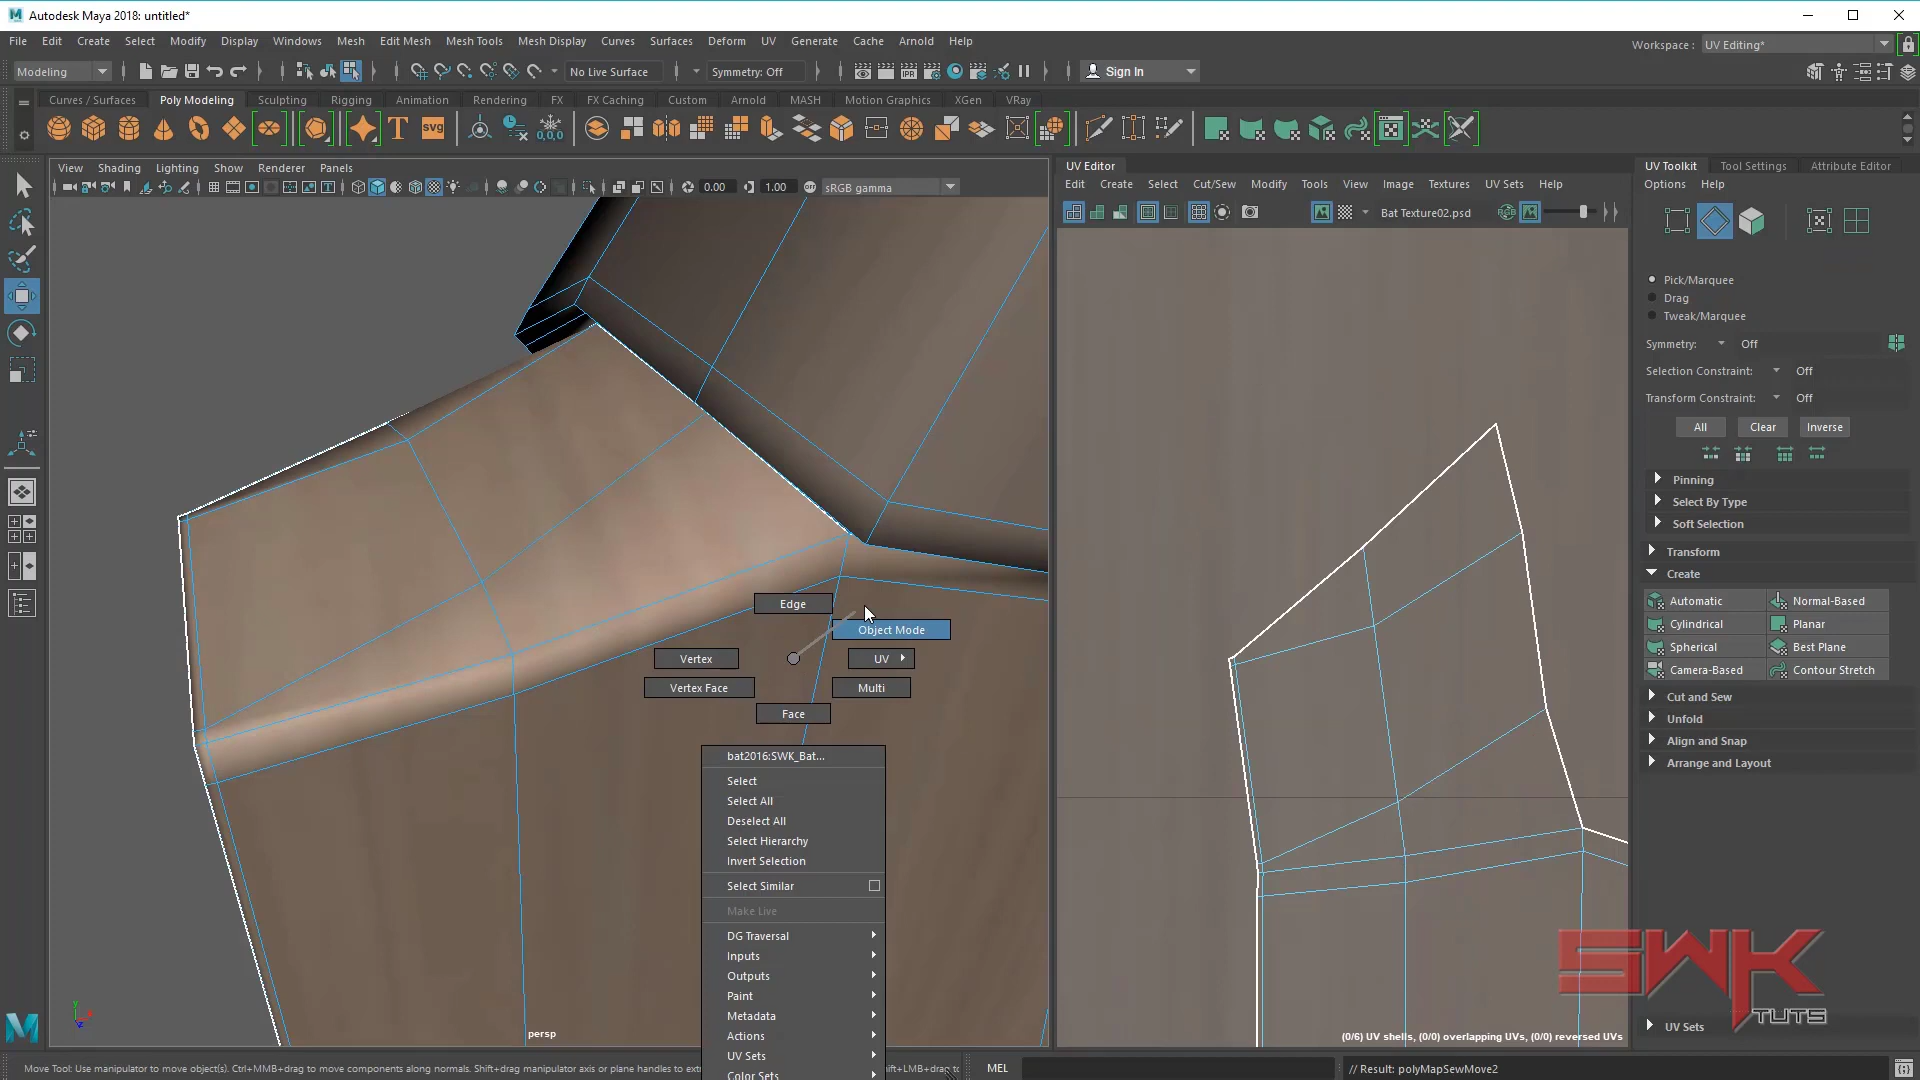 Autodesk Maya 2018: untitled*
File Edit Create Select Modify Display Windows Mesh Edit Mesh Mesh Tools Mesh Display Curves Surfaces Deform UV Generate Cache Arnold Help
Workspace : UV Editing*
Modeling No Live Surface Symmetry: Off Sign In
Curves / Surfaces Poly Modeling Sculpting Rigging Animation Rendering FX FX Caching Custom Arnold MASH Motion Graphics XGen VRay
View Shading Lighting Show Renderer Panels
0.00 1.00 sRGB gamma
UV Editor
Edit Create Select Cut/Sew Modify Tools View Image Textures UV Sets Help
Bat Texture02.psd
UV Toolkit Tool Settings Attribute Editor
Options Help
Pick/Marquee
Drag
Tweak/Marquee
Symmetry: Off
Selection Constraint: Off
Transform Constraint: Off
All Clear Inverse
Pinning
Select By Type
Soft Selection
Transform
Create
Automatic Normal-Based
Cylindrical Planar
Spherical Best Plane
Camera-Based Contour Stretch
Cut and Sew
Unfold
Align and Snap
Arrange and Layout
UV Sets
Edge
Object Mode
Vertex UV
Vertex Face Multi
Face
bat2016:SWK_Bat...
Select
Select All
Deselect All
Select Hierarchy
Invert Selection
Select Similar
Make Live
DG Traversal
Inputs
Outputs
Paint
Metadata
Actions
UV Sets
Color Sets
persp
(0/6) UV shells, (0/0) overlapping UVs, (0/0) reversed UVs
SWK
TUTS
Move Tool: Use manipulator to move object(s). Ctrl+MMB+drag to move components along normals. Shift+drag manipulator axis or plane handles to extr
MEL
// Result: polyMapSewMove2